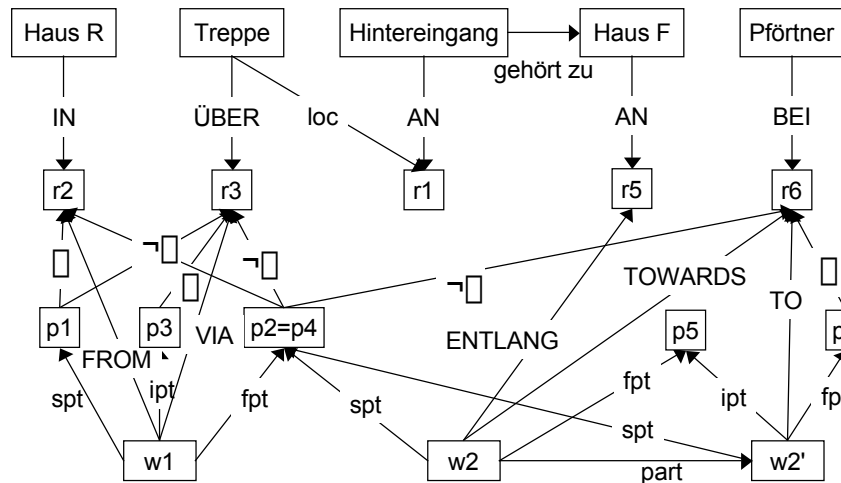 Haus R Treppe Hintereingang Haus F Pförtner
gehört zu
IN ÜBER loc AN AN BEI
r2 r3 r1 r5 r6
¬ ¬ ¬ TOWARDS
p1 p3 VIA p2=p4 ENTLANG p5 TO p
FROM ipt fpt spt fpt ipt fp
spt spt
w1 w2 part w2'